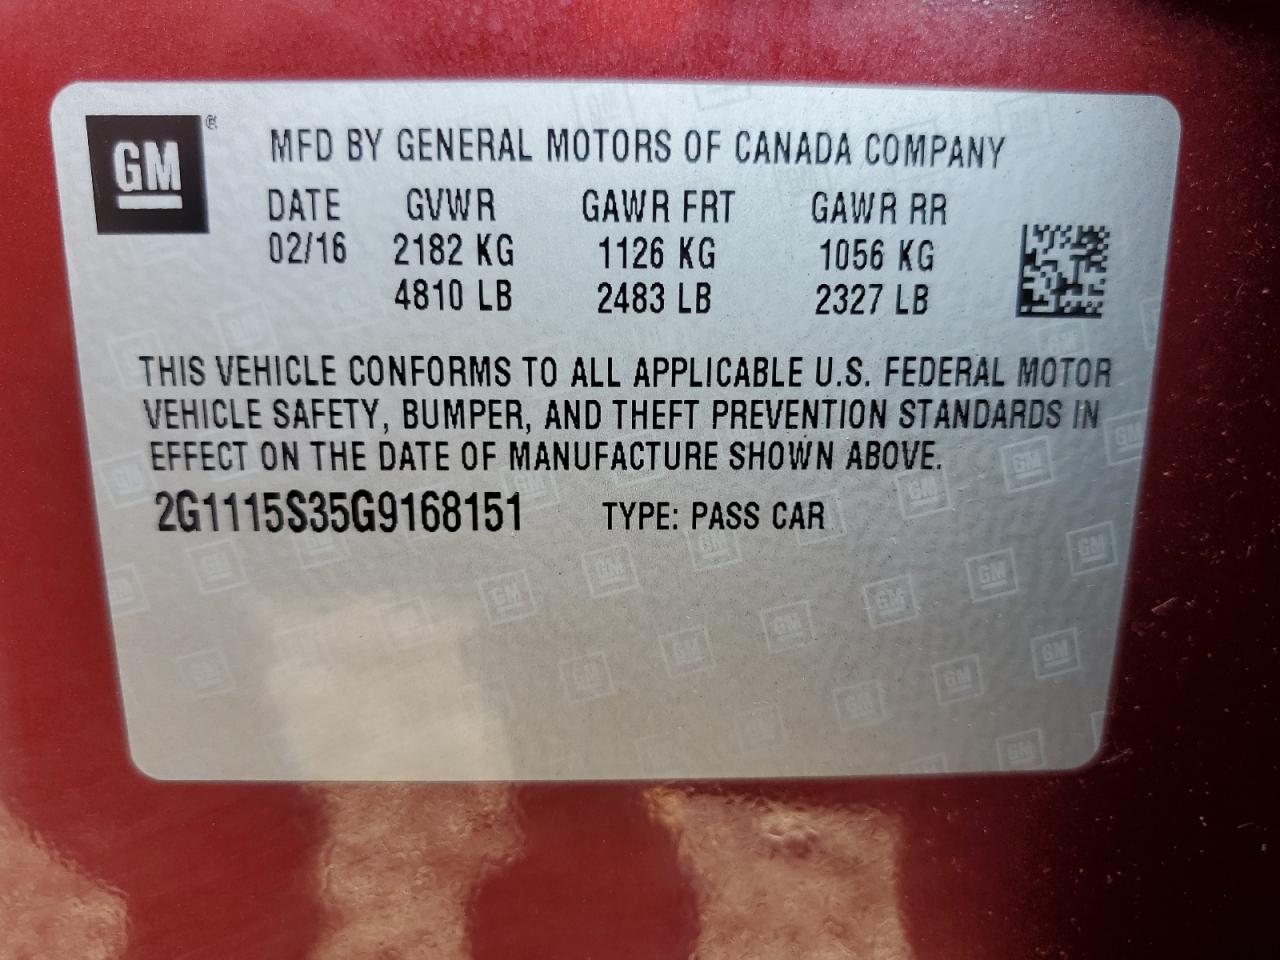 GM®
MFD BY GENERAL MOTORS OF CANADA COMPANY
DATE GVWR GAWR FRT GAWR RR
02/16 2182 KG 1126 KG 1056 KG
4810 LB 2483 LB 2327 LB
THIS VEHICLE CONFORMS TO ALL APPLICABLE U.S. FEDERAL MOTOR
VEHICLE SAFETY, BUMPER, AND THEFT PREVENTION STANDARDS IN
EFFECT ON THE DATE OF MANUFACTURE SHOWN ABOVE.
2G1115S35G9168151 TYPE: PASS CAR